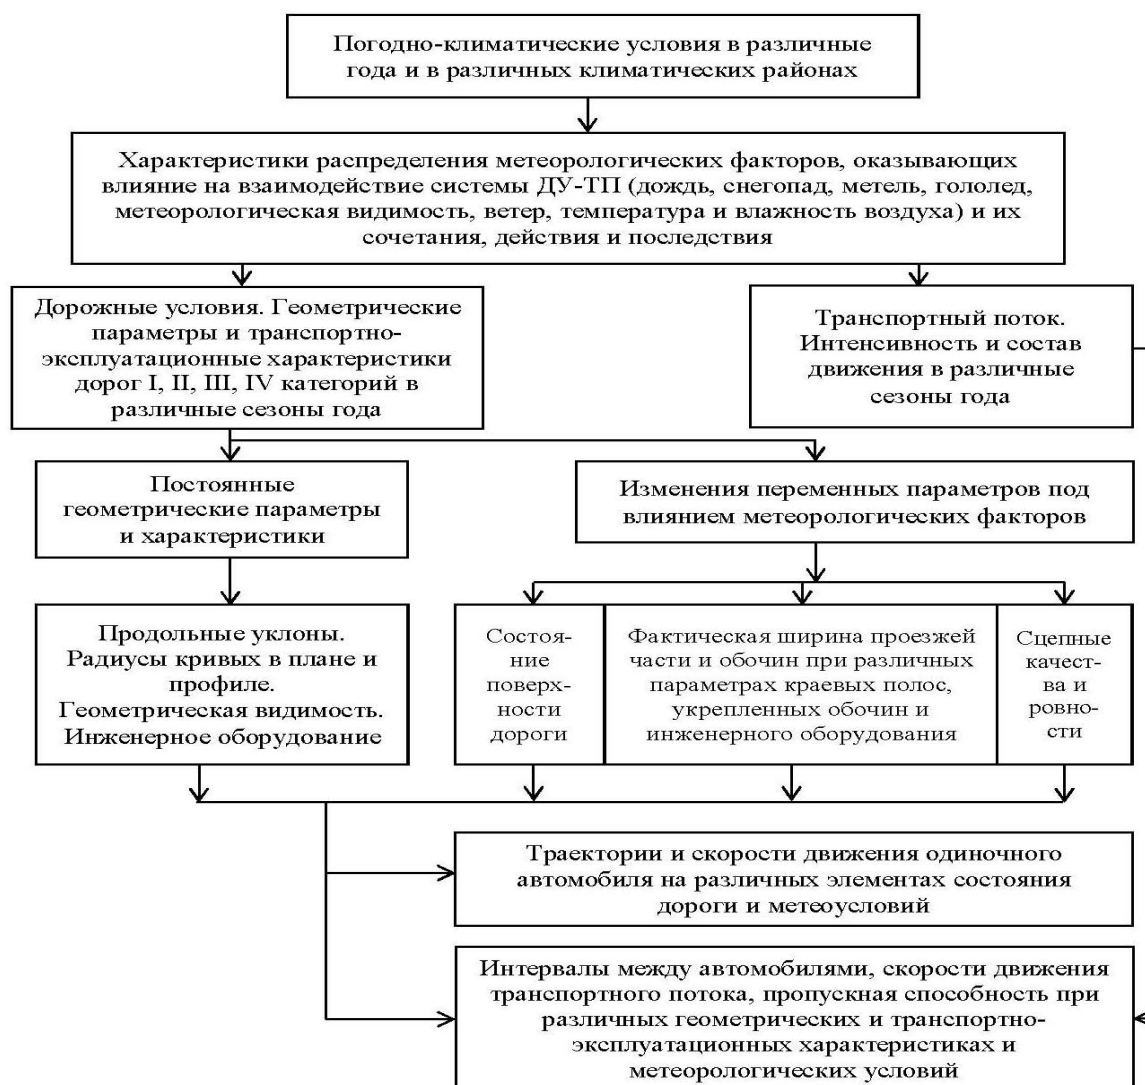 Погодно-климатические условия в различные
года и в различных климатических районах
Характеристики распределения метеорологических факторов, оказывающих
влияние на взаимодействие системы ДУ-ТП (дождь, снегопад, метель, гололед,
метеорологическая видимость, ветер, температура и влажность воздуха) и их
сочетания, действия и последствия
Дорожные условия. Геометрические
параметры и транспортно-
эксплуатационные характеристики
дорог I, II, III, IV категорий в
различные сезоны года
Транспортный поток.
Интенсивность и состав
движения в различные
сезоны года
Постоянные
геометрические параметры
и характеристики
Изменения переменных параметров под
влиянием метеорологических факторов
Продольные уклоны.
Радиусы кривых в плане и
профиле.
Геометрическая видимость.
Инженерное оборудование
Состоя-
ние
поверх-
ности
дороги
Фактическая ширина проезжей
части и обочин при различных
параметрах краевых полос,
укрепленных обочин и
инженерного оборудования
Сцепные
качест-
ва и
ровно-
сти
Траектории и скорости движения одиночного
автомобиля на различных элементах состояния
дороги и метеоусловий
Интервалы между автомобилями, скорости движения
транспортного потока, пропускная способность при
различных геометрических и транспортно-
эксплуатационных характеристиках и
метеорологических условий